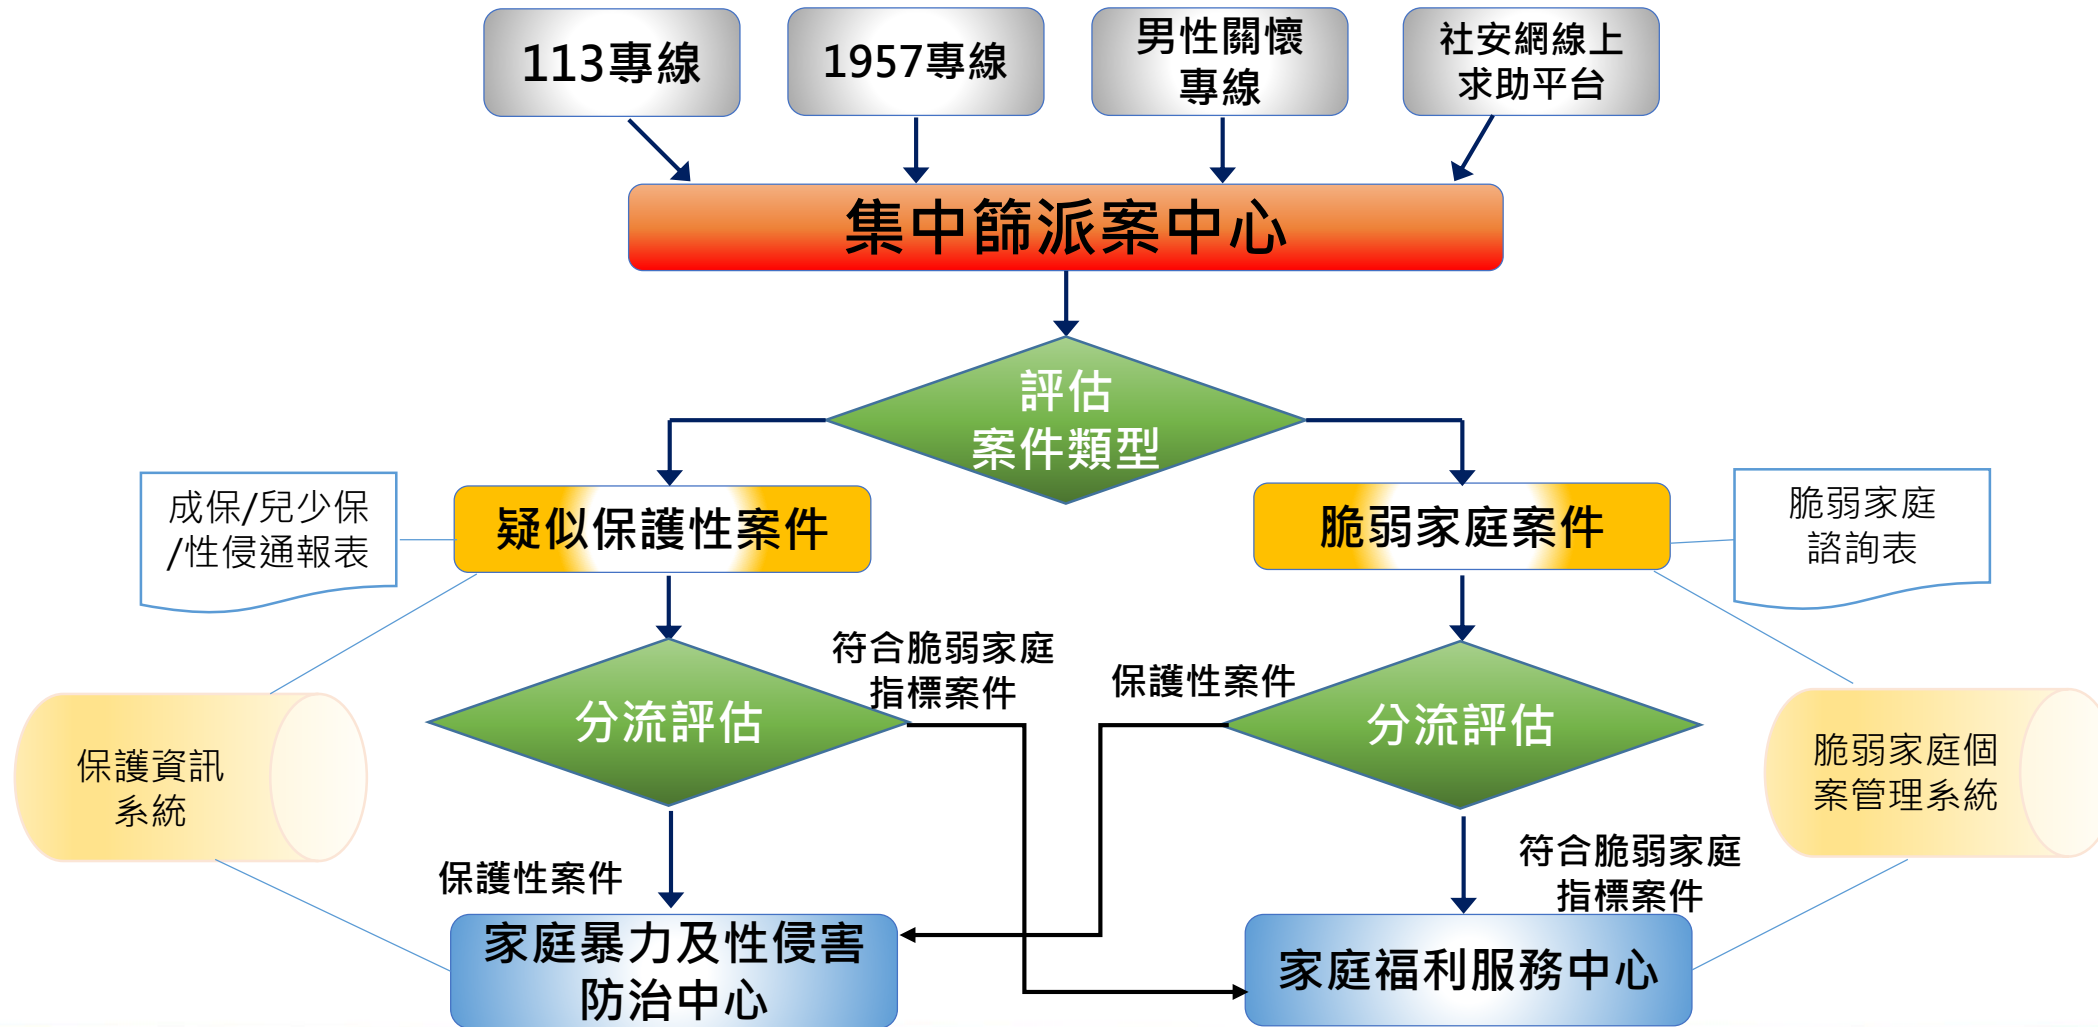 113專線
1957專線
男性關懷
專線
社安網線上
求助平台
集中篩派案中心
評估
案件類型
成保/兒少保
/性侵通報表
疑似保護性案件
脆弱家庭案件
脆弱家庭
諮詢表
符合脆弱家庭
指標案件
保護性案件
分流評估
分流評估
保護資訊
系統
脆弱家庭個
案管理系統
保護性案件
符合脆弱家庭
指標案件
家庭暴力及性侵害
防治中心
家庭福利服務中心